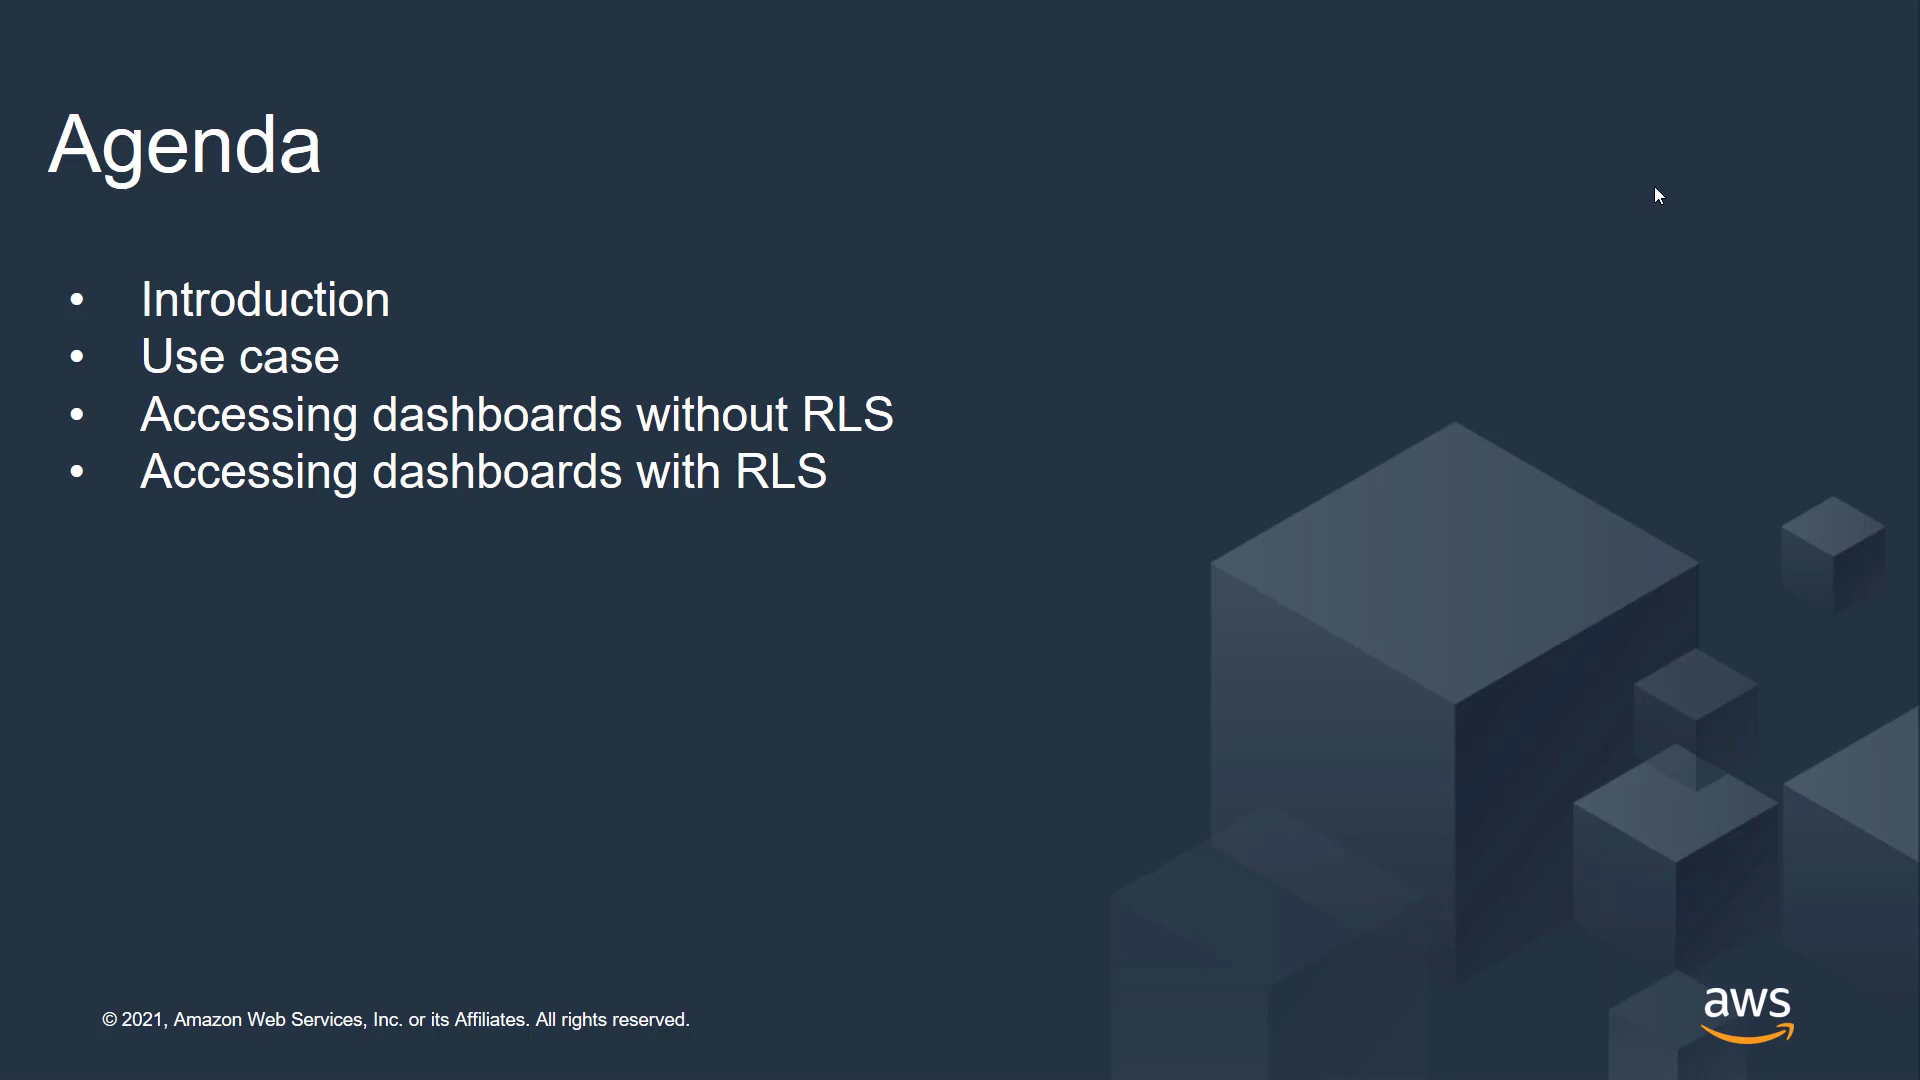 Agenda
• Introduction
• Use case
• Accessing dashboards without RLS
• Accessing dashboards with RLS
© 2021, Amazon Web Services, Inc. or its Affiliates. All rights reserved.
aws